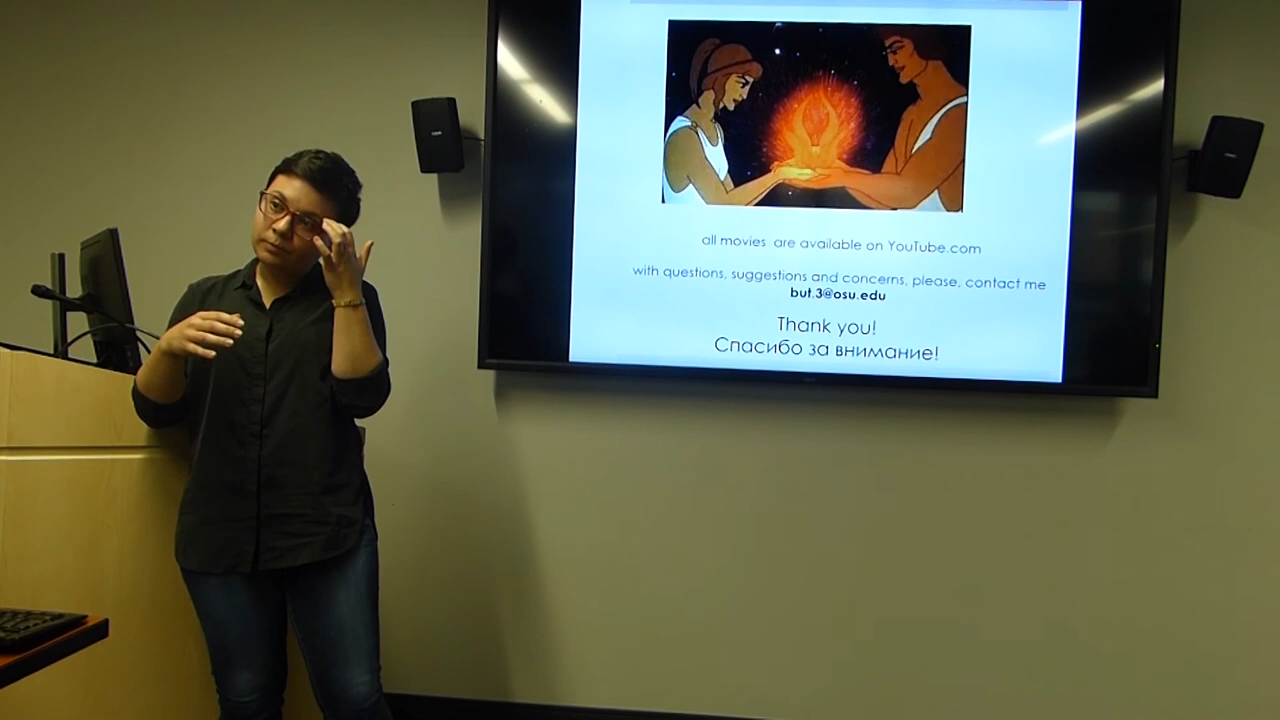 all movies are available on YouTube.com
with questions, suggestions and concerns, please, contact me
but.3@osu.edu
Thank you!
Спасибо за внимание!